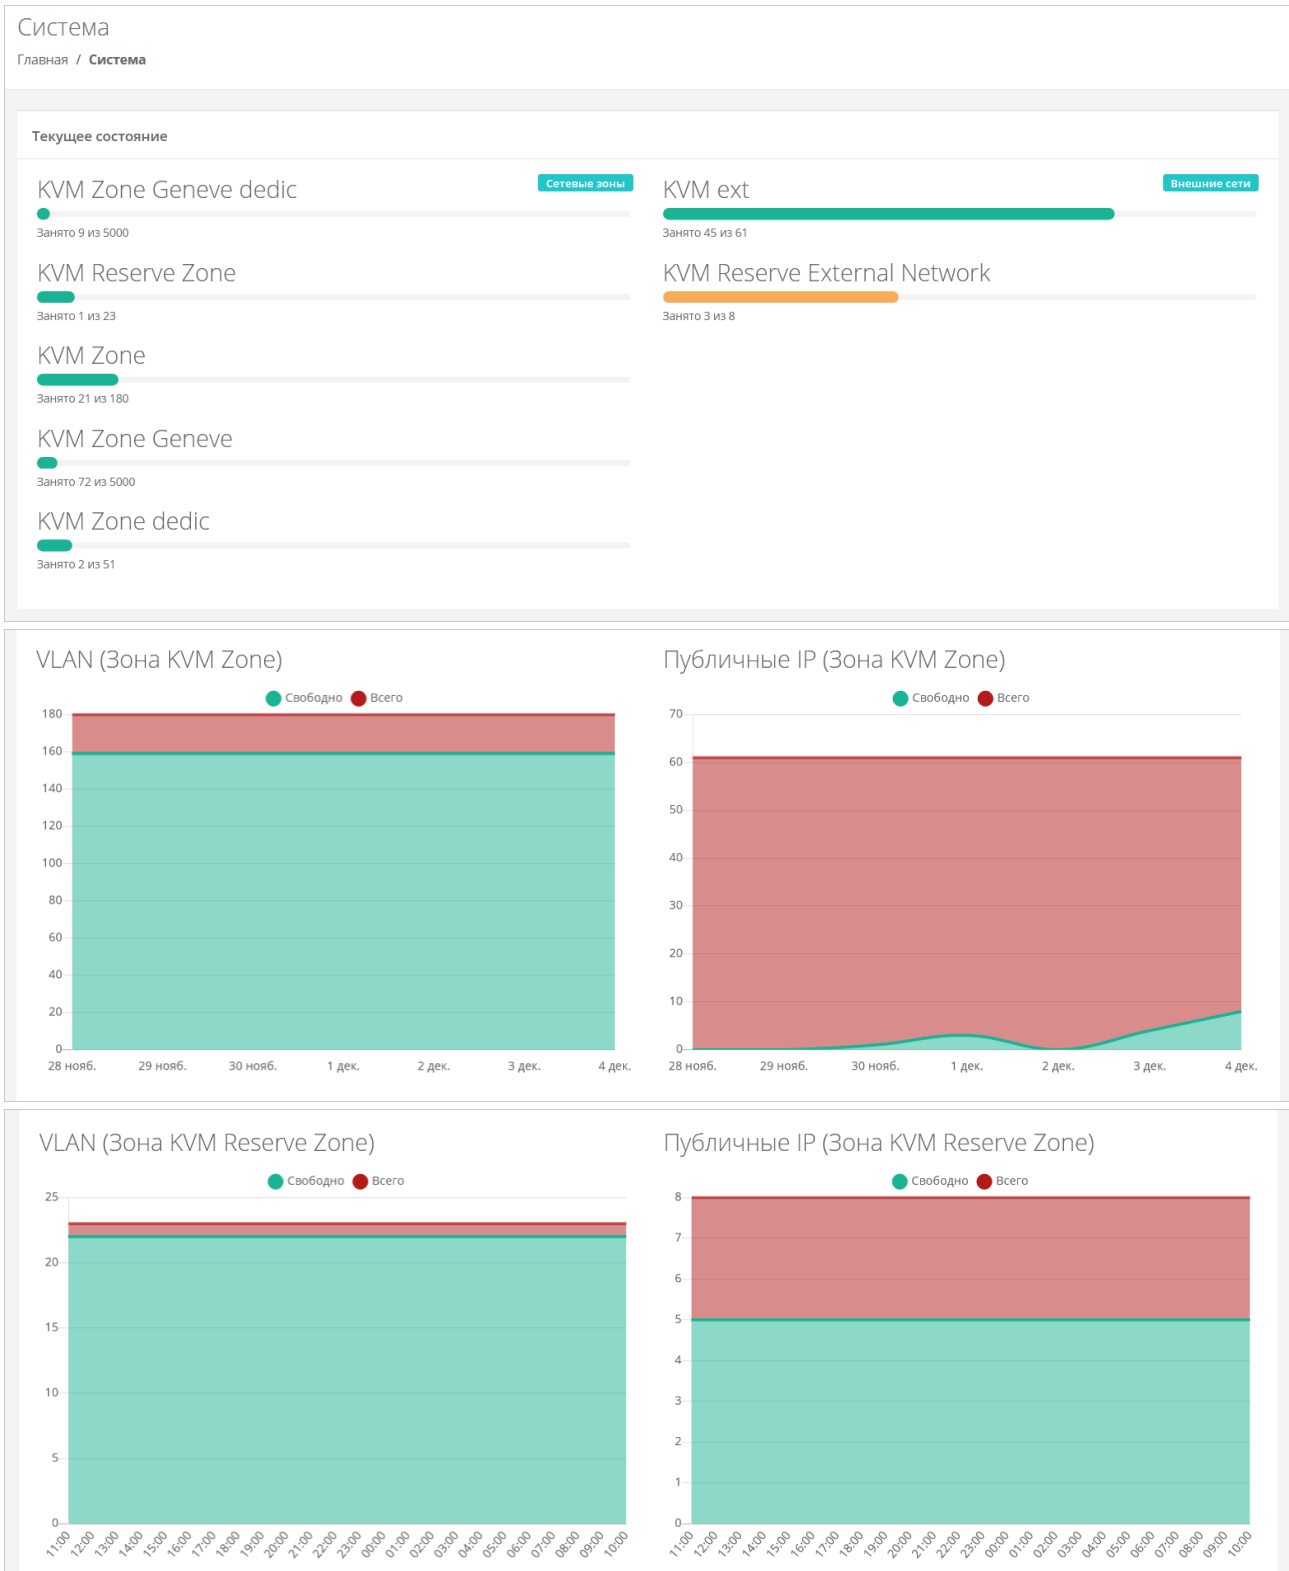 Система
Главная / Система
Текущее состояние
KVM Zone Geneve dedic
Сетевые зоны
Занято 9 из 5000
KVM Reserve Zone
Занято 1 из 23
KVM Zone
Занято 21 из 180
KVM Zone Geneve
Занято 72 из 5000
KVM Zone dedic
Занято 2 из 51
KVM ext
Внешние сети
Занято 45 из 61
KVM Reserve External Network
Занято 3 из 8
VLAN (Зона KVM Zone)
Свободно Всего
180
160
140
120
100
80
60
40
20
0
28 нояб. 29 нояб. 30 нояб. 1 дек. 2 дек. 3 дек. 4 дек.
Публичные IP (Зона KVM Zone)
Свободно Всего
70
60
50
40
30
20
10
0
28 нояб. 29 нояб. 30 нояб. 1 дек. 2 дек. 3 дек. 4 дек.
VLAN (Зона KVM Reserve Zone)
Свободно Всего
25
20
15
10
5
0
11:00 12:00 13:00 14:00 15:00 16:00 17:00 18:00 19:00 20:00 21:00 22:00 23:00 00:00 01:00 02:00 03:00 04:00 05:00 06:00 07:00 08:00 09:00 10:00
Публичные IP (Зона KVM Reserve Zone)
Свободно Всего
8
7
6
5
4
3
2
1
0
11:00 12:00 13:00 14:00 15:00 16:00 17:00 18:00 19:00 20:00 21:00 22:00 23:00 00:00 01:00 02:00 03:00 04:00 05:00 06:00 07:00 08:00 09:00 10:00